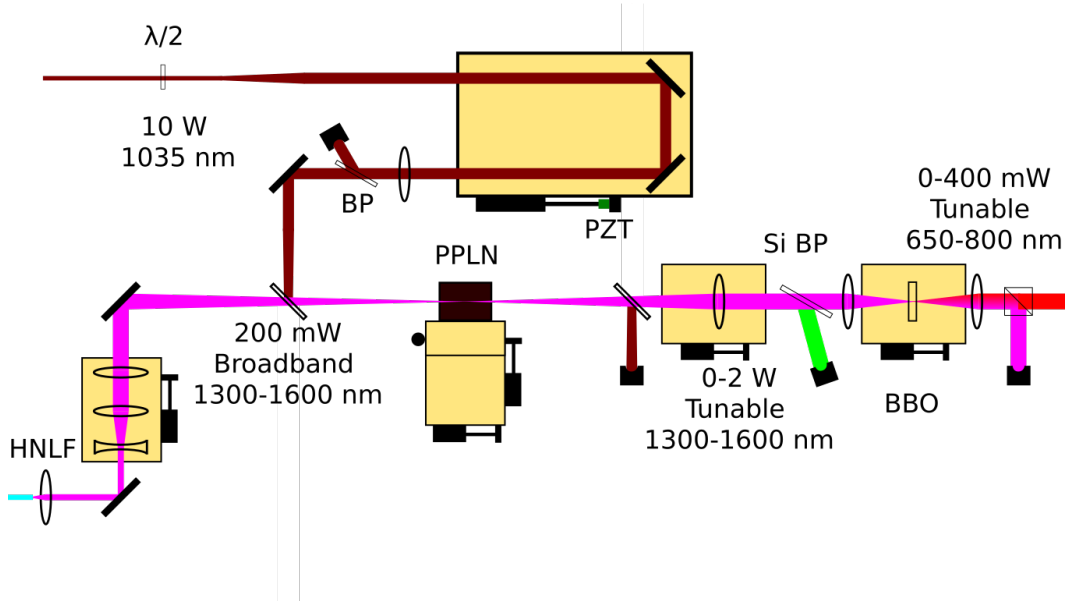 λ/2
10 W
1035 nm
BP
PZT
0-400 mW
Tunable
650-800 nm
Si BP
PPLN
200 mW
Broadband
1300-1600 nm
0-2 W
Tunable
1300-1600 nm
BBO
HNLF